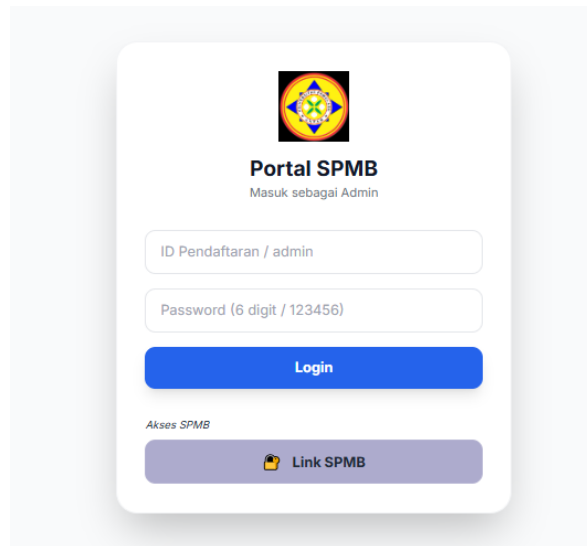 Portal SPMB
Masuk sebagai Admin
ID Pendaftaran / admin
Password (6 digit / 123456)
Login
Akses SPMB
Link SPMB